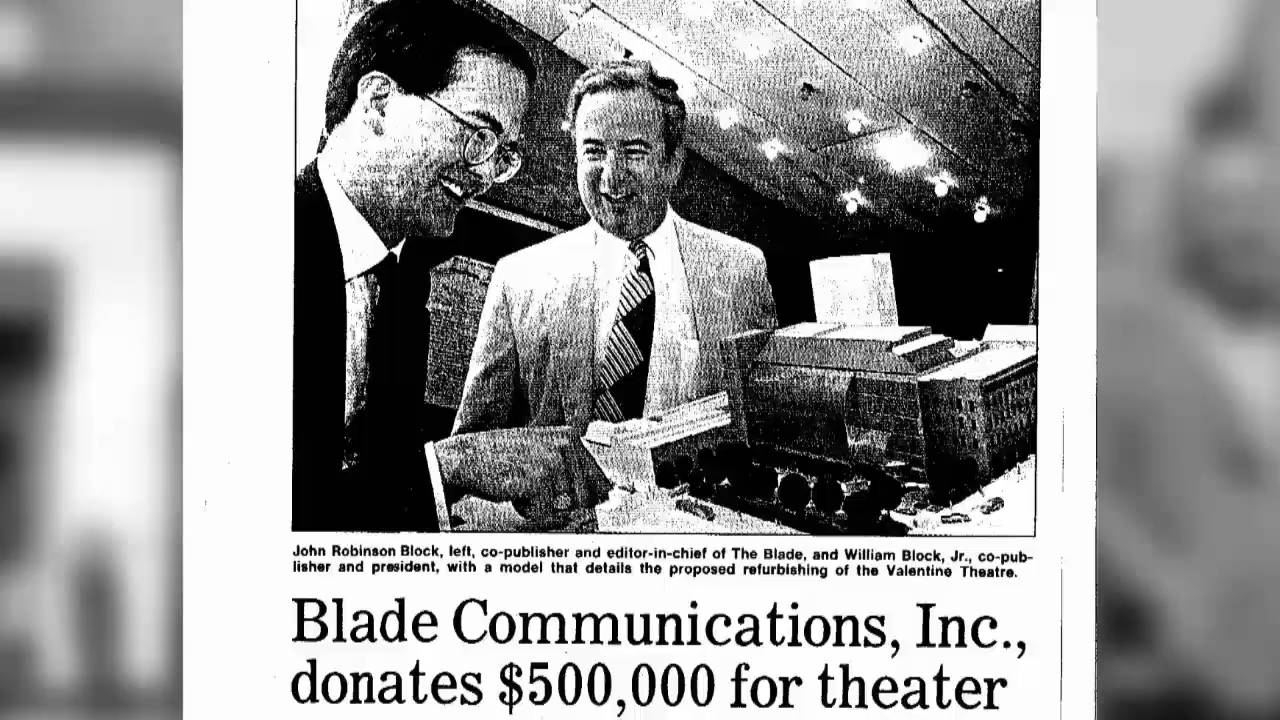 John Robinson Block, left, co-publisher and editor-in-chief of The Blade, and William Block, Jr., co-pub-
lisher and president, with a model that details the proposed refurbishing of the Valentine Theatre.
Blade Communications, Inc.,
donates $500,000 for theater